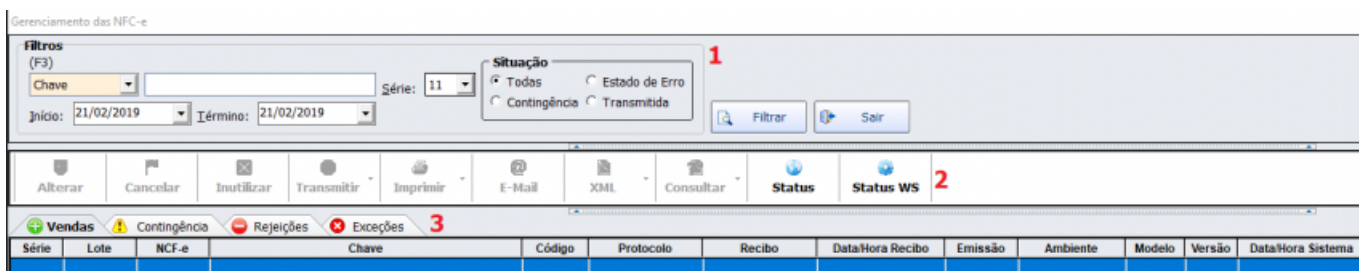 Gerenciamento das NFC-e
Filtros
(F3)
Chave
Série: 11
Situação
Todas Estado de Erro
Contingência Transmitida
1
Início: 21/02/2019 Término: 21/02/2019
Filtrar Sair
Alterar Cancelar Inutilizar Transmitir Imprimir E-Mail XML Consultar Status Status WS 2
Vendas Contingência Rejeições Exceções 3
Série Lote NCF-e Chave Código Protocolo Recibo Data/Hora Recibo Emissão Ambiente Modelo Versão Data/Hora Sistema